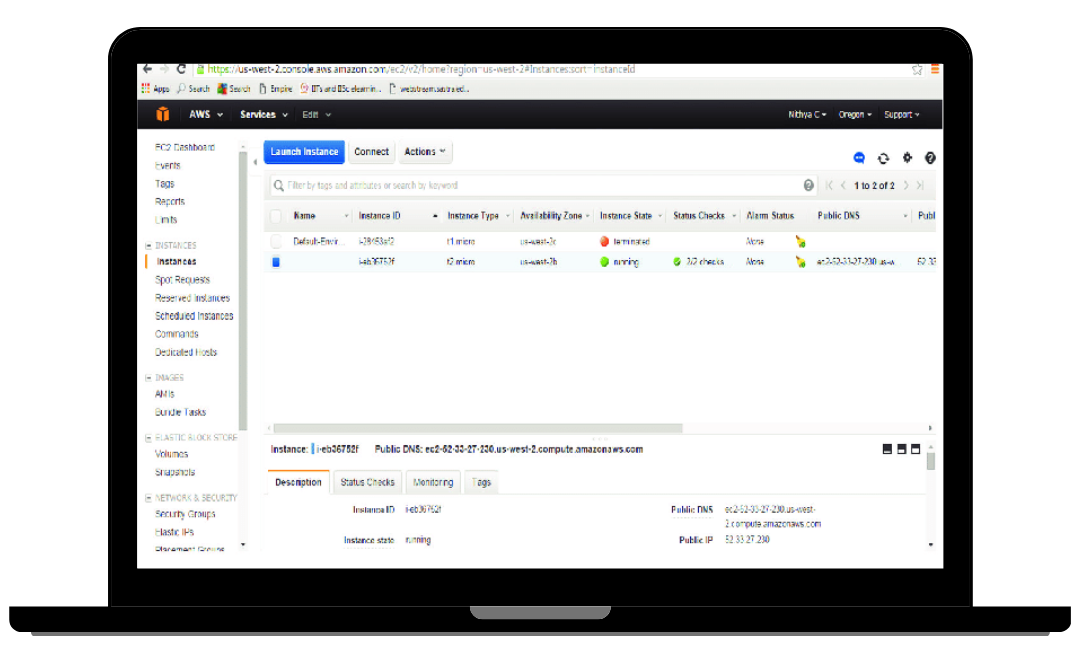 https://us-west-2.console.aws.amazon.com/ec2/v2/home?region=us-west-2#Instances:sort=instanceId
Apps Search Search Empire BTs and BSc elearnin...
AWS Services Edit Nithya C Oregon Support
EC2 Dashboard
Events
Tags
Reports
Limits
INSTANCES
Instances
Spot Requests
Reserved Instances
Scheduled Instances
Commands
Dedicated Hosts
IMAGES
AMIs
Bundle Tasks
ELASTIC BLOCK STORE
Volumes
Snapshots
NETWORK & SECURITY
Security Groups
Elastic IPs
Placement Groups
Launch Instance Connect Actions
Filter by tags and attributes or search by keyword 1 to 2 of 2
Name Instance ID Instance Type Availability Zone Instance State Status Checks Alarm Status Public DNS Publ
Default-Envir... t1.micro us-west-2c terminated None
i-eb36752f t2.micro us-west-2b running 2/2 checks None ec2-52-33-27-230.us-w... 52.33
Instance: i-eb36752f Public DNS: ec2-52-33-27-230.us-west-2.compute.amazonaws.com
Description Status Checks Monitoring Tags
Instance ID i-eb36752f Public DNS ec2-52-33-27-230.us-west-
2.compute.amazonaws.com
Instance state running Public IP 52.33.27.230